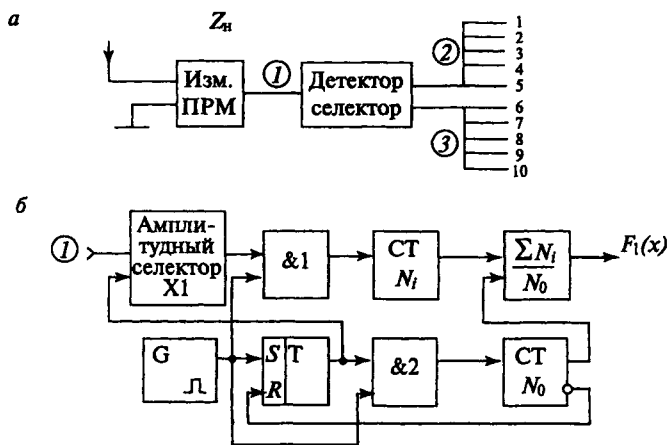 а
Zн
Изм.
ПРМ
1
Детектор
селектор
2
3
1
2
3
4
5
6
7
8
9
10
б
1
Ампли-
тудный
селектор
X1
&1
CT
Ni
ΣNi
N0
F1(x)
G
S
T
R
&2
CT
N0